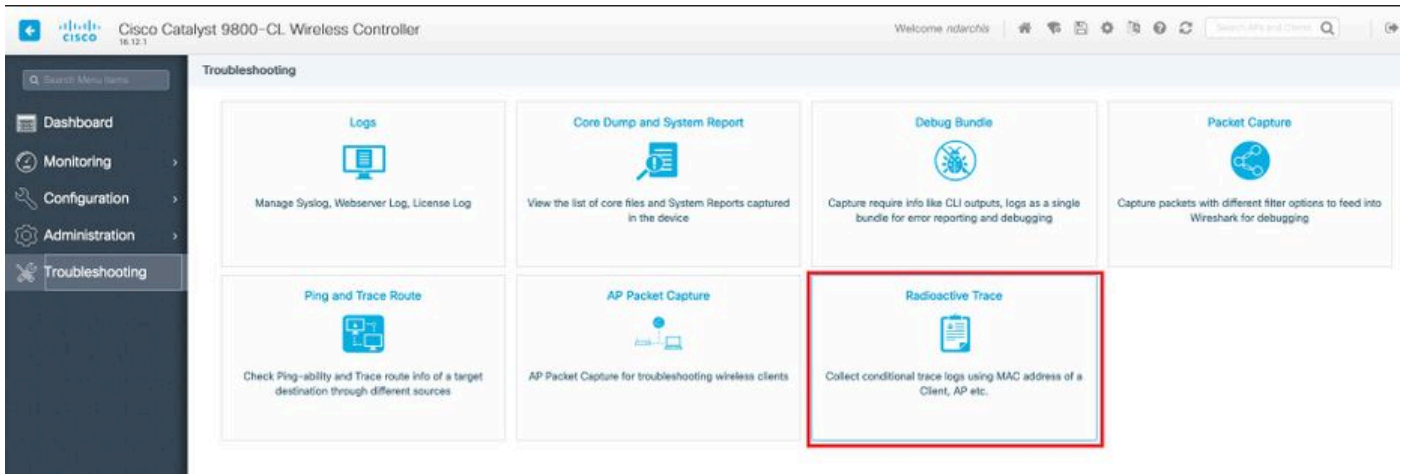 cisco
Cisco Catalyst 9800-CL Wireless Controller
16.12.1
Welcome ndarchis
Search APs and Clients
Search Menu Items
Dashboard
Monitoring
Configuration
Administration
Troubleshooting
Troubleshooting
Logs
Manage Syslog, Webserver Log, License Log
Core Dump and System Report
View the list of core files and System Reports captured
in the device
Debug Bundle
Capture require info like CLI outputs, logs as a single
bundle for error reporting and debugging
Packet Capture
Capture packets with different filter options to feed into
Wireshark for debugging
Ping and Trace Route
Check Ping-ability and Trace route info of a target
destination through different sources
AP Packet Capture
AP Packet Capture for troubleshooting wireless clients
Radioactive Trace
Collect conditional trace logs using MAC address of a
Client, AP etc.